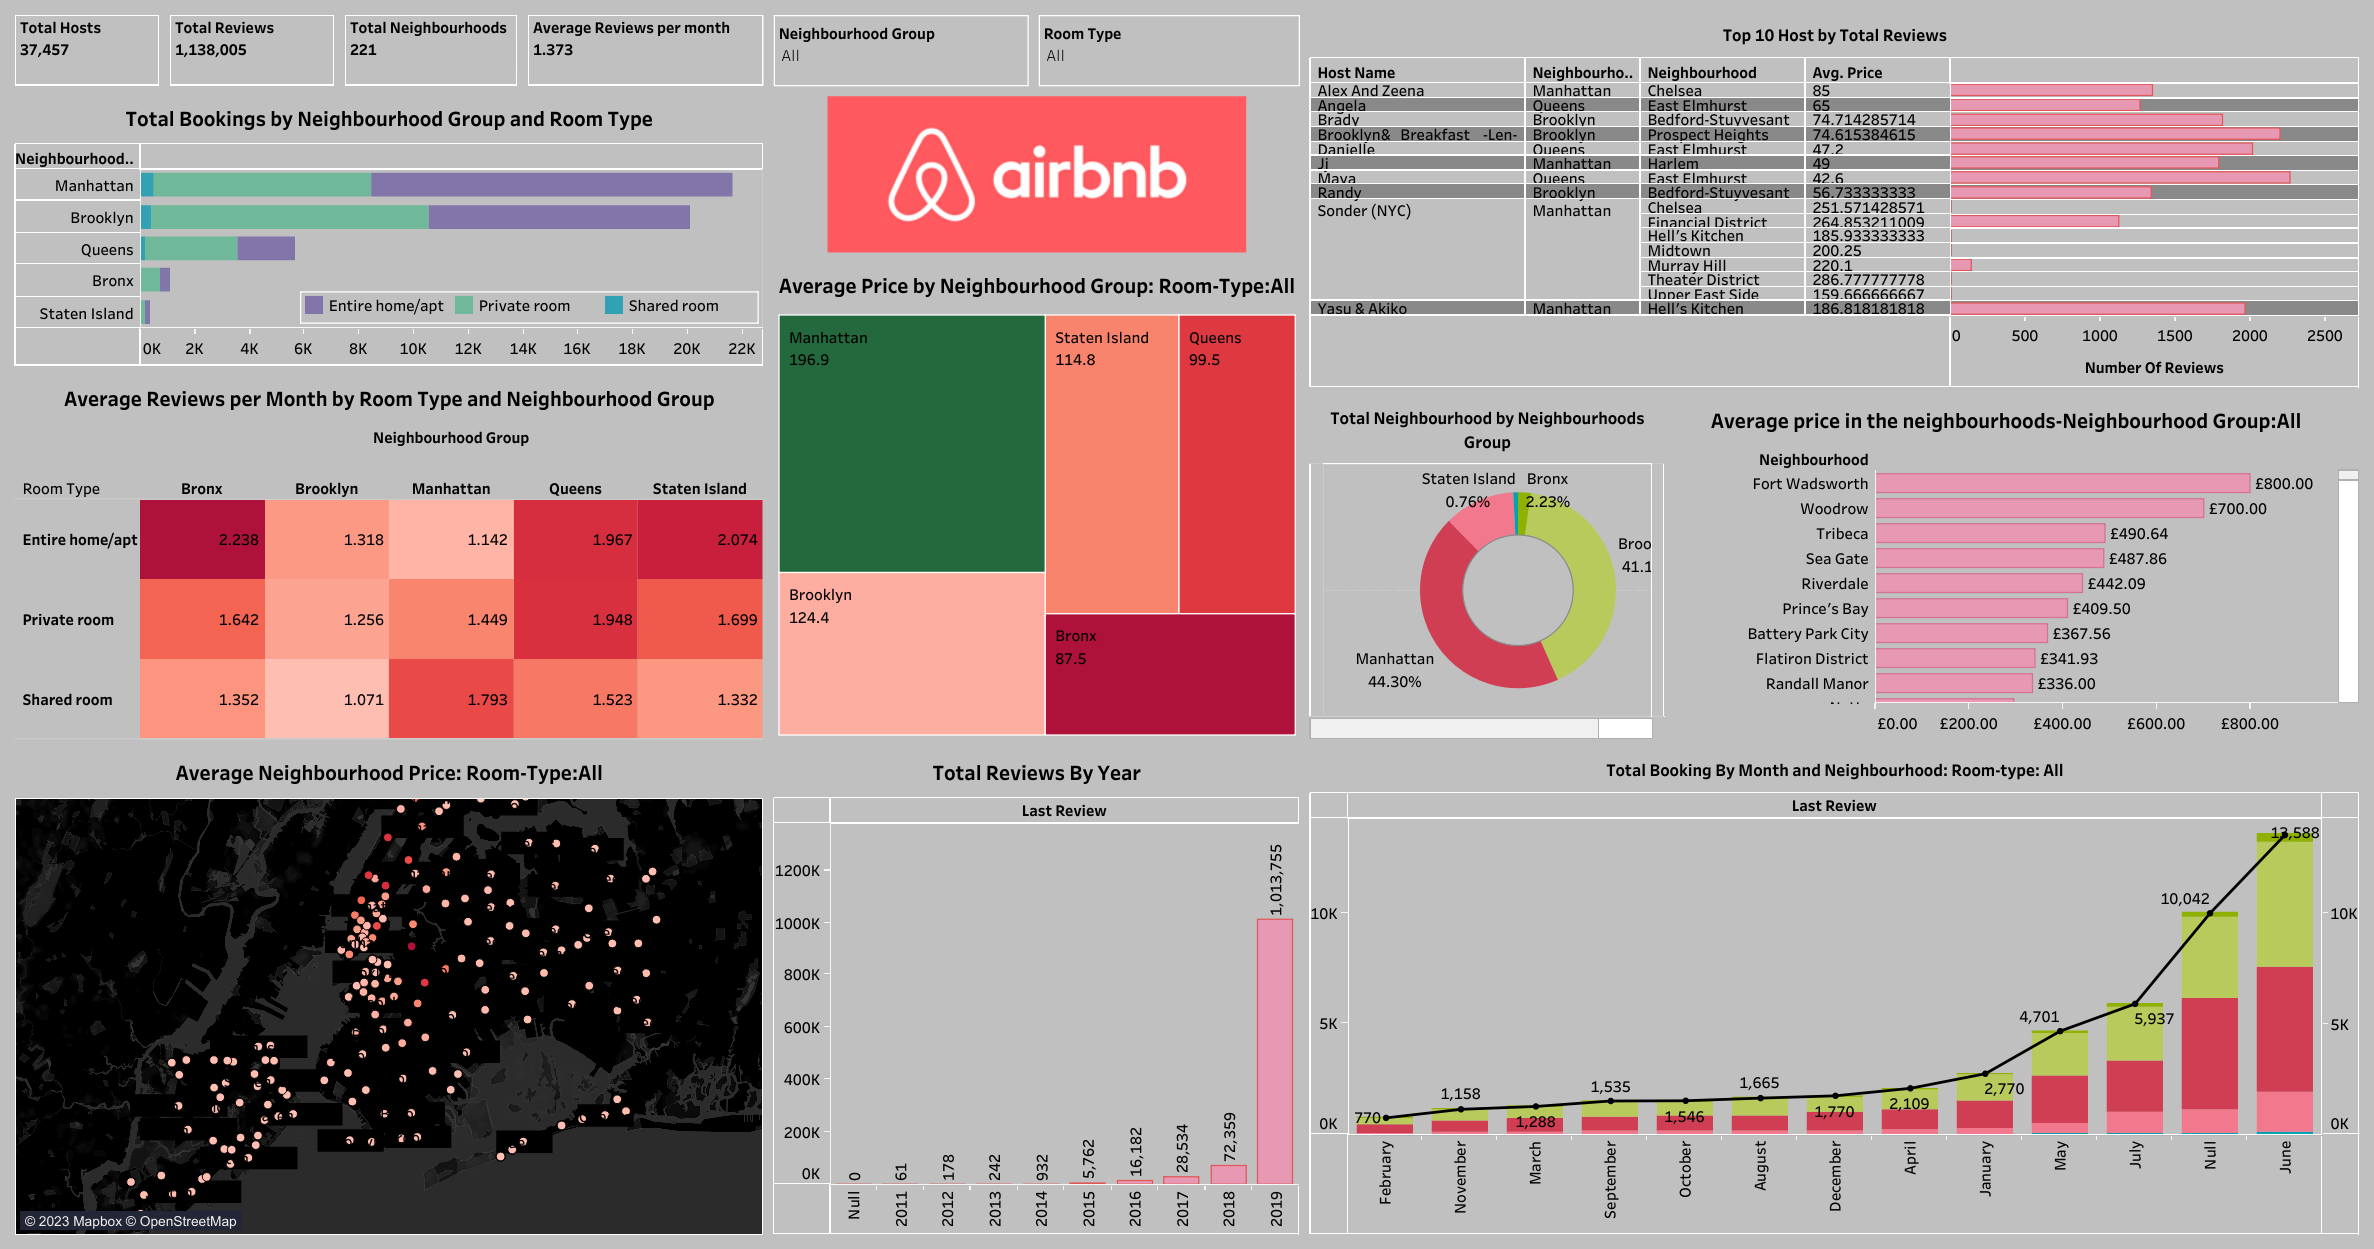 Total Hosts
37,457
Total Reviews
1,138,005
Total Neighbourhoods
221
Average Reviews per month
1.373
Neighbourhood Group
All
Room Type
All
Total Bookings by Neighbourhood Group and Room Type
Neighbourhood..
Manhattan
Brooklyn
Queens
Bronx
Staten Island
Entire home/apt Private room Shared room
0K 2K 4K 6K 8K 10K 12K 14K 16K 18K 20K 22K
airbnb
Top 10 Host by Total Reviews
Host Name Neighbourho.. Neighbourhood Avg. Price
Alex And Zeena Manhattan Chelsea 85
Angela Queens East Elmhurst 65
Brady Brooklyn Bedford-Stuyvesant 74.714285714
Brooklyn& Breakfast -Len- Brooklyn Prospect Heights 74.615384615
Danielle Queens East Elmhurst 47.2
Ji Manhattan Harlem 49
Maya Queens East Elmhurst 42.6
Randy Brooklyn Bedford-Stuyvesant 56.733333333
Sonder (NYC) Manhattan Chelsea 251.571428571
Financial District 264.853211009
Hell's Kitchen 185.933333333
Midtown 200.25
Murray Hill 220.1
Theater District 286.777777778
Upper East Side 159.666666667
Yasu & Akiko Manhattan Hell's Kitchen 186.818181818
0 500 1000 1500 2000 2500
Number Of Reviews
Average Reviews per Month by Room Type and Neighbourhood Group
Neighbourhood Group
Room Type Bronx Brooklyn Manhattan Queens Staten Island
Entire home/apt 2.238 1.318 1.142 1.967 2.074
Private room 1.642 1.256 1.449 1.948 1.699
Shared room 1.352 1.071 1.793 1.523 1.332
Average Price by Neighbourhood Group: Room-Type:All
Manhattan
196.9
Staten Island
114.8
Queens
99.5
Brooklyn
124.4
Bronx
87.5
Total Neighbourhood by Neighbourhoods
Group
Staten Island
0.76%
Bronx
2.23%
Broo
41.1
Manhattan
44.30%
Average price in the neighbourhoods-Neighbourhood Group:All
Neighbourhood
Fort Wadsworth £800.00
Woodrow £700.00
Tribeca £490.64
Sea Gate £487.86
Riverdale £442.09
Prince's Bay £409.50
Battery Park City £367.56
Flatiron District £341.93
Randall Manor £336.00
£0.00 £200.00 £400.00 £600.00 £800.00
Average Neighbourhood Price: Room-Type:All
© 2023 Mapbox © OpenStreetMap
Total Reviews By Year
Last Review
1200K
1000K
800K
600K
400K
200K
0K
0 61 178 242 932 5,762 16,182 28,534 72,359 1,013,755
Null 2011 2012 2013 2014 2015 2016 2017 2018 2019
Total Booking By Month and Neighbourhood: Room-type: All
Last Review
10K
5K
0K
770 1,158 1,288 1,535 1,546 1,665 1,770 2,109 2,770 4,701 5,937 10,042 13,588
10K
5K
0K
February November March September October August December April January May July Null June